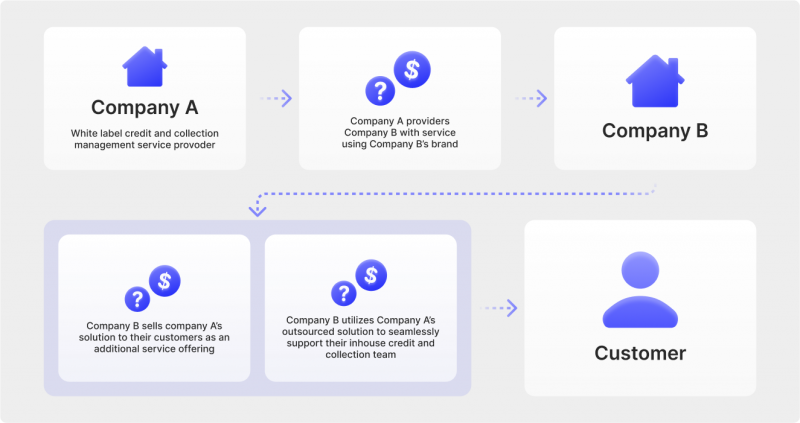 Company A
White label credit and collection
management service provoder
?
$
Company A providers
Company B with service
using Company B's brand
Company B
?
$
Company B sells company A's
solution to their customers as an
additional service offering
?
$
Company B utilizes Company A's
outsourced solution to seamlessly
support their inhouse credit and
collection team
Customer